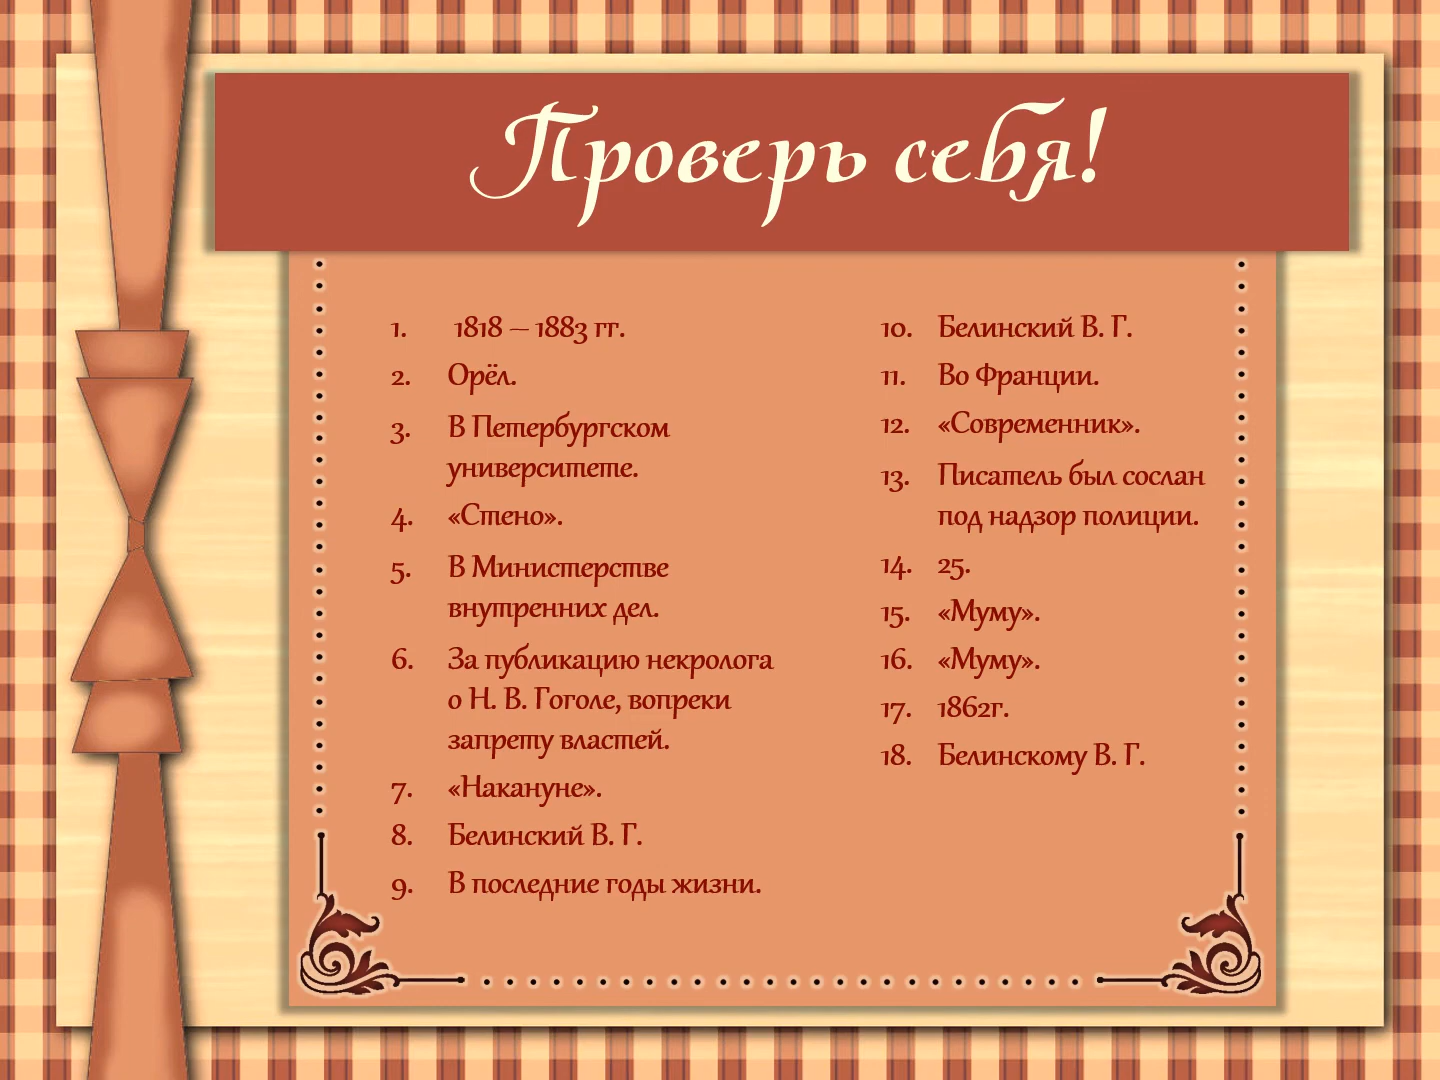 Проверь себя!
1. 1818 – 1883 гг.
2. Орёл.
3. В Петербургском
университете.
4. «Стено».
5. В Министерстве
внутренних дел.
6. За публикацию некролога
о Н. В. Гоголе, вопреки
запрету властей.
7. «Накануне».
8. Белинский В. Г.
9. В последние годы жизни.
10. Белинский В. Г.
11. Во Франции.
12. «Современник».
13. Писатель был сослан
под надзор полиции.
14. 25.
15. «Муму».
16. «Муму».
17. 1862г.
18. Белинскому В. Г.